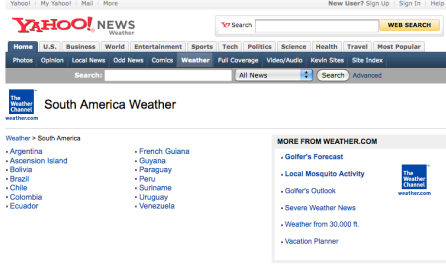 Yahoo! My Yahoo! Mail More New User? Sign Up Sign In Help
YAHOO! NEWS
Weather
Y! Search WEB SEARCH
Home U.S. Business World Entertainment Sports Tech Politics Science Health Travel Most Popular
Photos Opinion Local News Odd News Comics Weather Full Coverage Video/Audio Kevin Sites Site Index
Search: All News Search Advanced
The
Weather
Channel
weather.com
South America Weather
Weather > South America
• Argentina
• Ascension Island
• Bolivia
• Brazil
• Chile
• Colombia
• Ecuador
• French Guiana
• Guyana
• Paraguay
• Peru
• Suriname
• Uruguay
• Venezuela
MORE FROM WEATHER.COM
• Golfer's Forecast
• Local Mosquito Activity
• Golfer's Outlook
• Severe Weather News
• Weather from 30,000 ft.
• Vacation Planner
The
Weather
Channel
weather.com